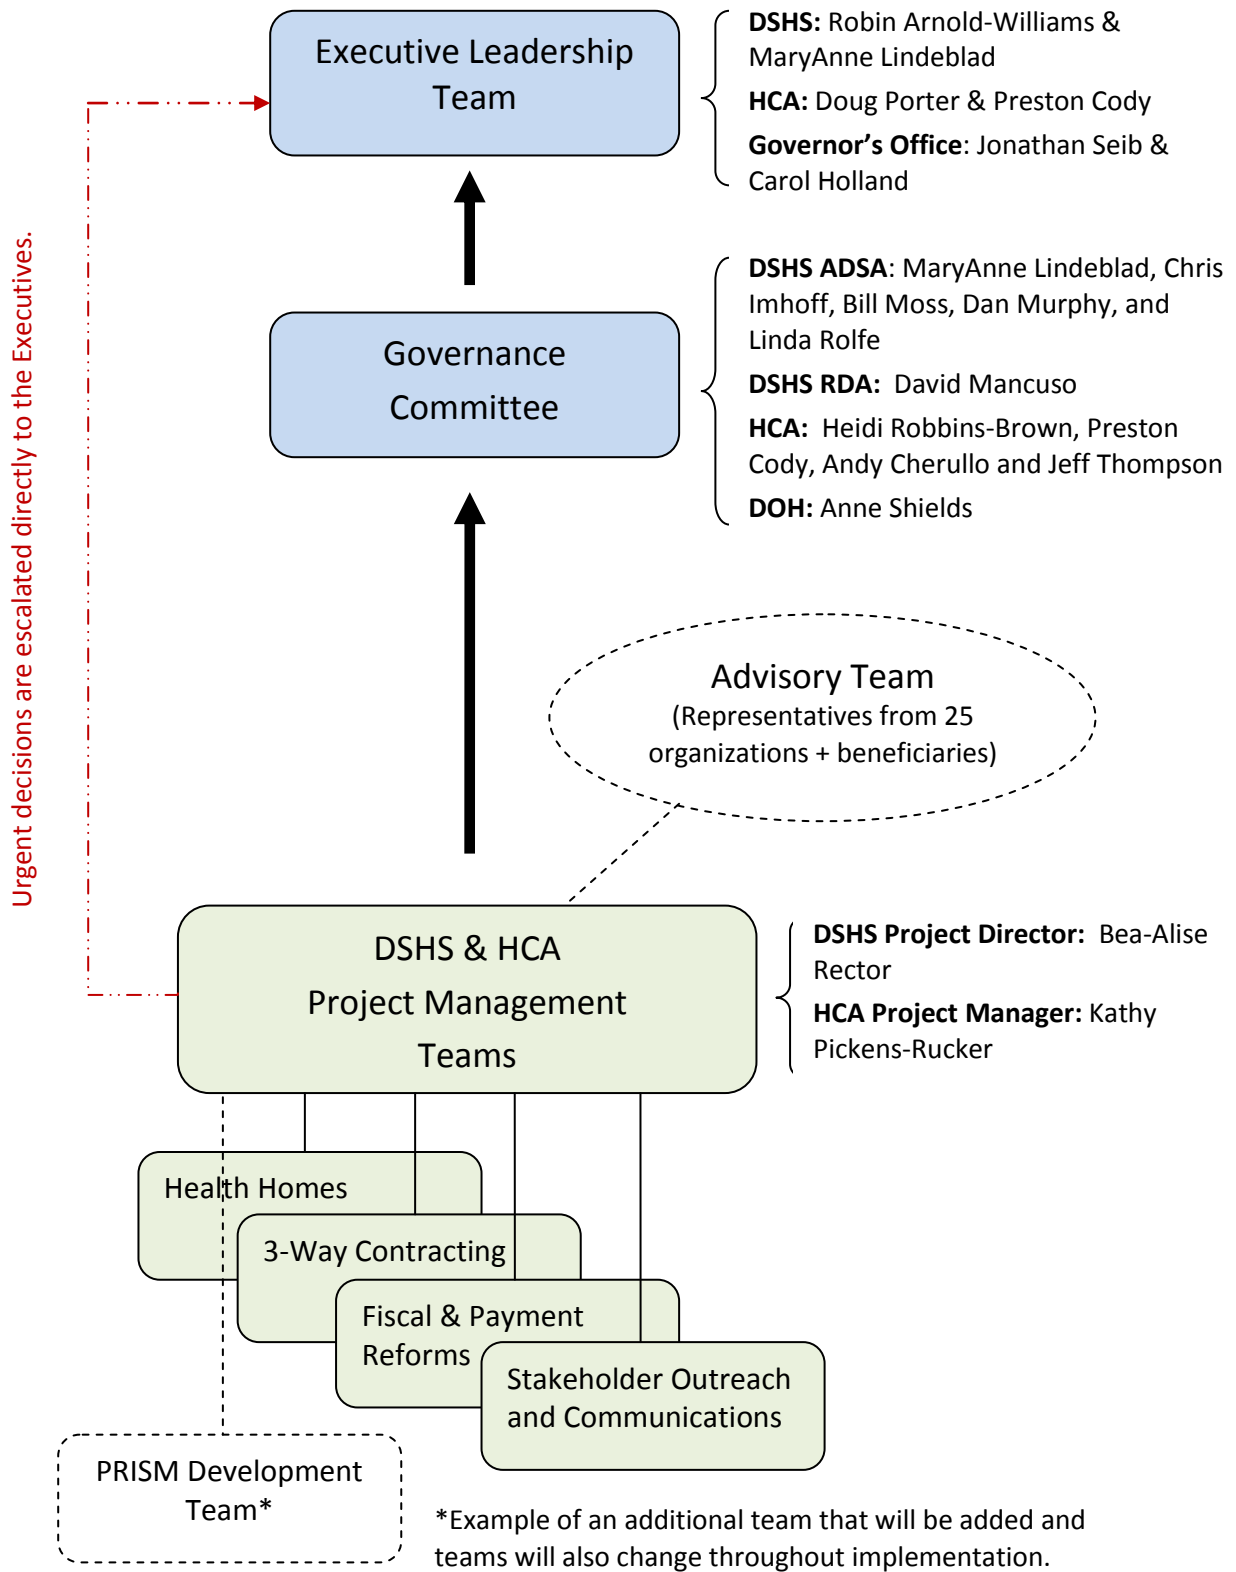 Executive Leadership
Team
DSHS: Robin Arnold-Williams &
MaryAnne Lindeblad
HCA: Doug Porter & Preston Cody
Governor’s Office: Jonathan Seib &
Carol Holland
Urgent decisions are escalated directly to the Executives.
Governance
Committee
DSHS ADSA: MaryAnne Lindeblad, Chris
Imhoff, Bill Moss, Dan Murphy, and
Linda Rolfe
DSHS RDA: David Mancuso
HCA: Heidi Robbins-Brown, Preston
Cody, Andy Cherullo and Jeff Thompson
DOH: Anne Shields
Advisory Team
(Representatives from 25
organizations + beneficiaries)
DSHS & HCA
Project Management
Teams
DSHS Project Director: Bea-Alise
Rector
HCA Project Manager: Kathy
Pickens-Rucker
Health Homes
3-Way Contracting
Fiscal & Payment
Reforms
Stakeholder Outreach
and Communications
PRISM Development
Team*
*Example of an additional team that will be added and
teams will also change throughout implementation.